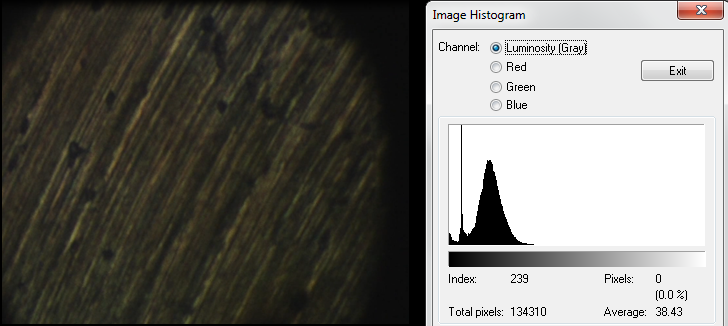 Image Histogram
Channel:
Luminosity (Gray)
Red
Green
Blue
Exit
Index: 239 Pixels: 0
(0.0 %)
Total pixels: 134310 Average: 38.43